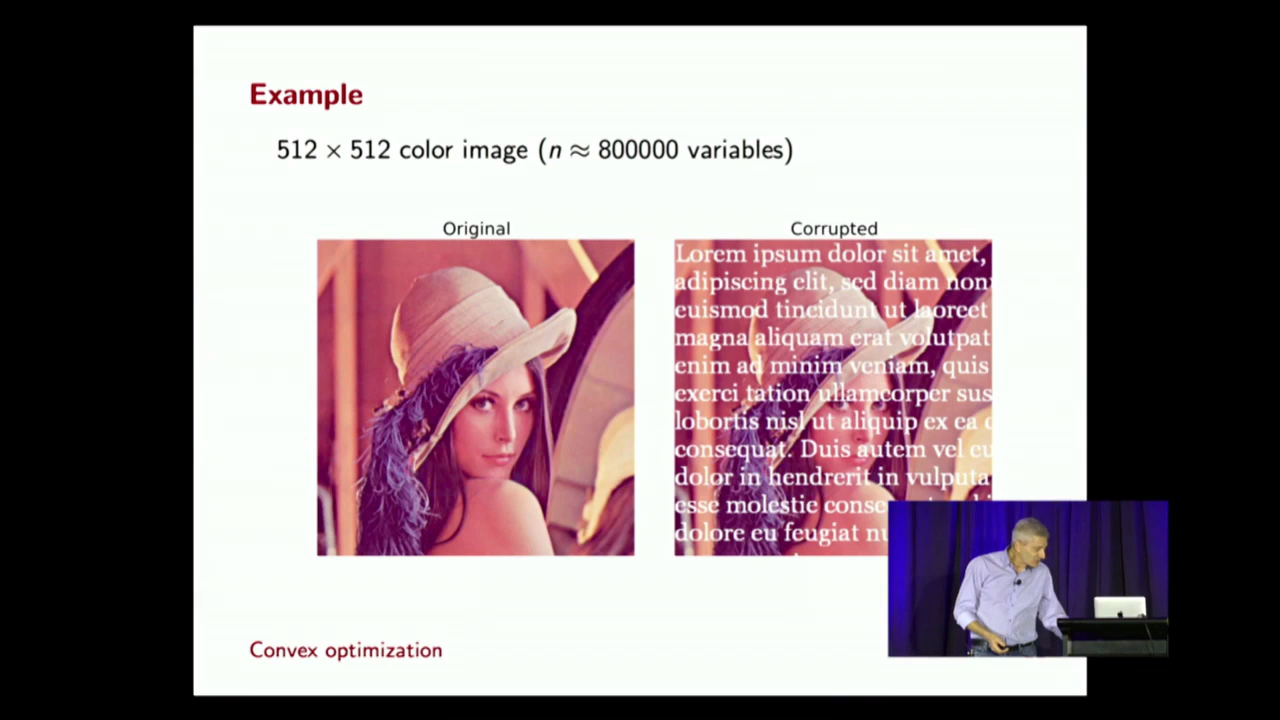 Example
512 × 512 color image (n ≈ 800000 variables)
Original
Corrupted
Lorem ipsum dolor sit amet,
adipiscing elit, sed diam non
euismod tincidunt ut laoreet
magna aliquam erat volutpat
enim ad minim veniam, quis
exerci tation ullamcorper sus
lobortis nisl ut aliquip ex ea c
consequat. Duis autem vel eu
dolor in hendrerit in vulputa
esse molestie conse
dolore eu feugiat nu
Convex optimization